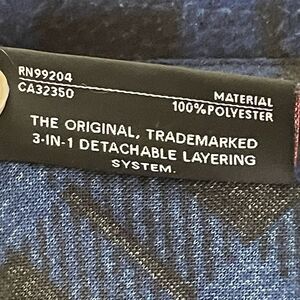 RN99204
CA32350
MATERIAL
100%POLYESTER
THE ORIGINAL, TRADEMARKED
3-IN-1 DETACHABLE LAYERING
SYSTEM.